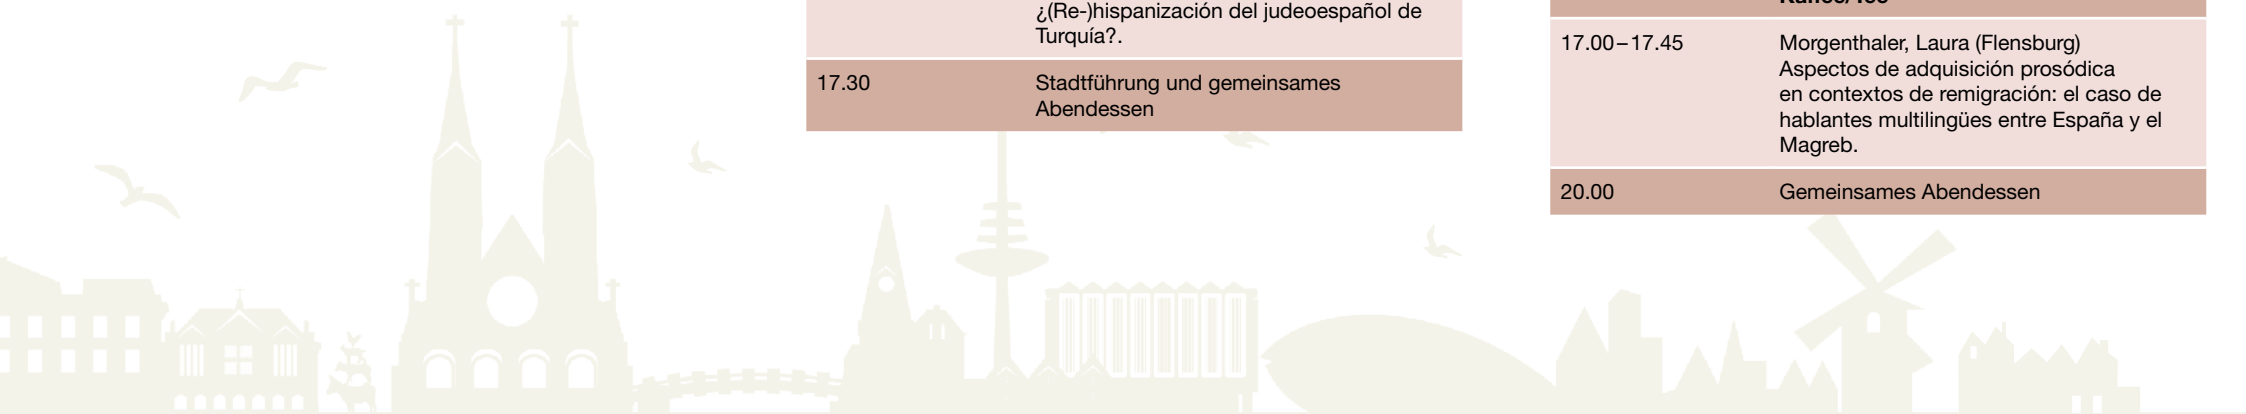 ¿(Re-)hispanización del judeoespañol de
Turquía?.
17.30 Stadtführung und gemeinsames
Abendessen
17.00–17.45 Morgenthaler, Laura (Flensburg)
Aspectos de adquisición prosódica
en contextos de remigración: el caso de
hablantes multilingües entre España y el
Magreb.
20.00 Gemeinsames Abendessen